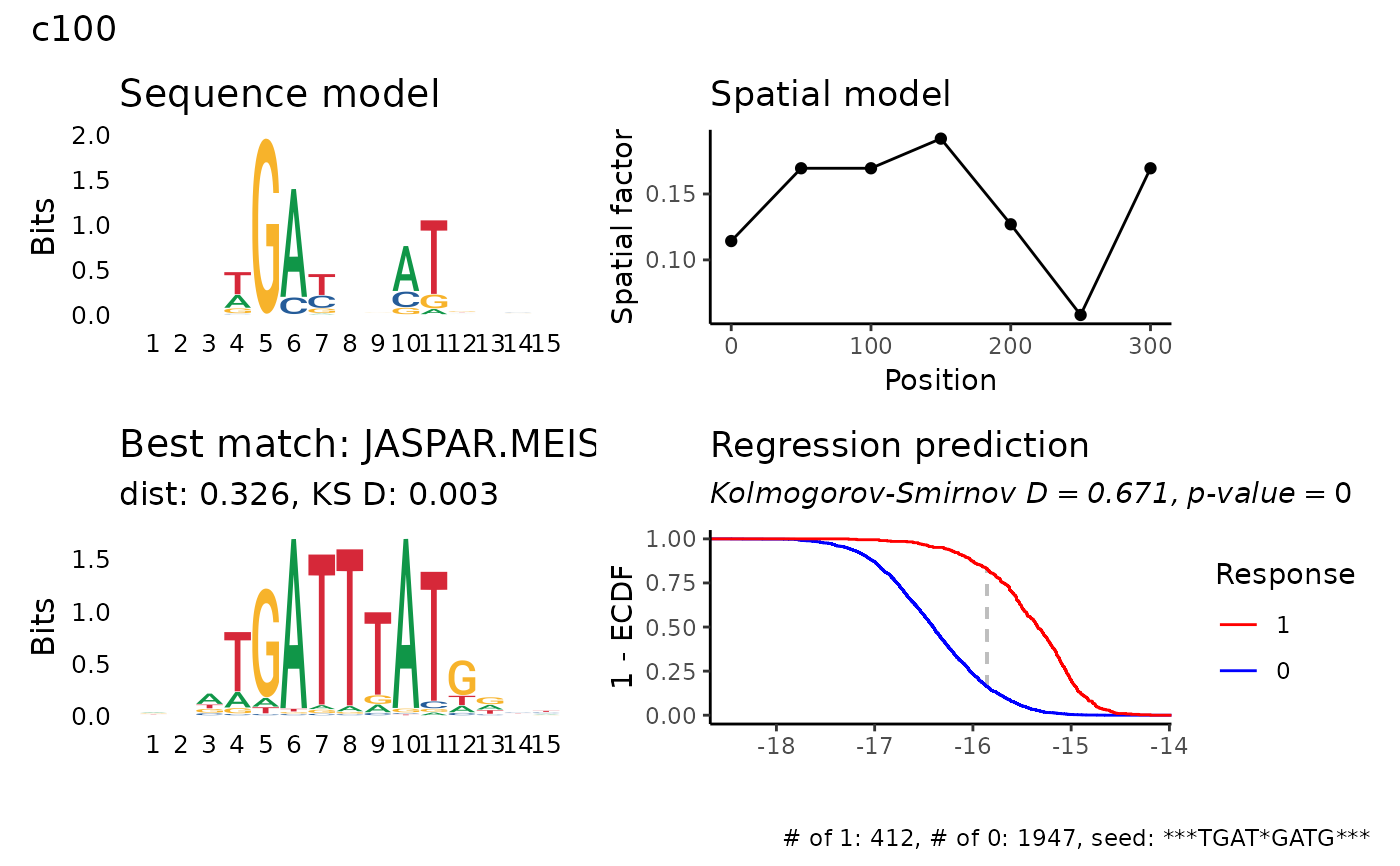 c100
Sequence model
Bits
2.0
1.5
1.0
0.5
0.0
1 2 3 4 5 6 7 8 9 10 11 12 13 14 15
Spatial model
Spatial factor
0.15
0.10
0 100 200 300
Position
Best match: JASPAR.MEIS
dist: 0.326, KS D: 0.003
Bits
1.5
1.0
0.5
0.0
1 2 3 4 5 6 7 8 9 10 11 12 13 14 15
Regression prediction
Kolmogorov-Smirnov D = 0.671, p-value = 0
1 - ECDF
1.00
0.75
0.50
0.25
0.00
-18 -17 -16 -15 -14
Response
1
0
# of 1: 412, # of 0: 1947, seed: ***TGAT*GATG***